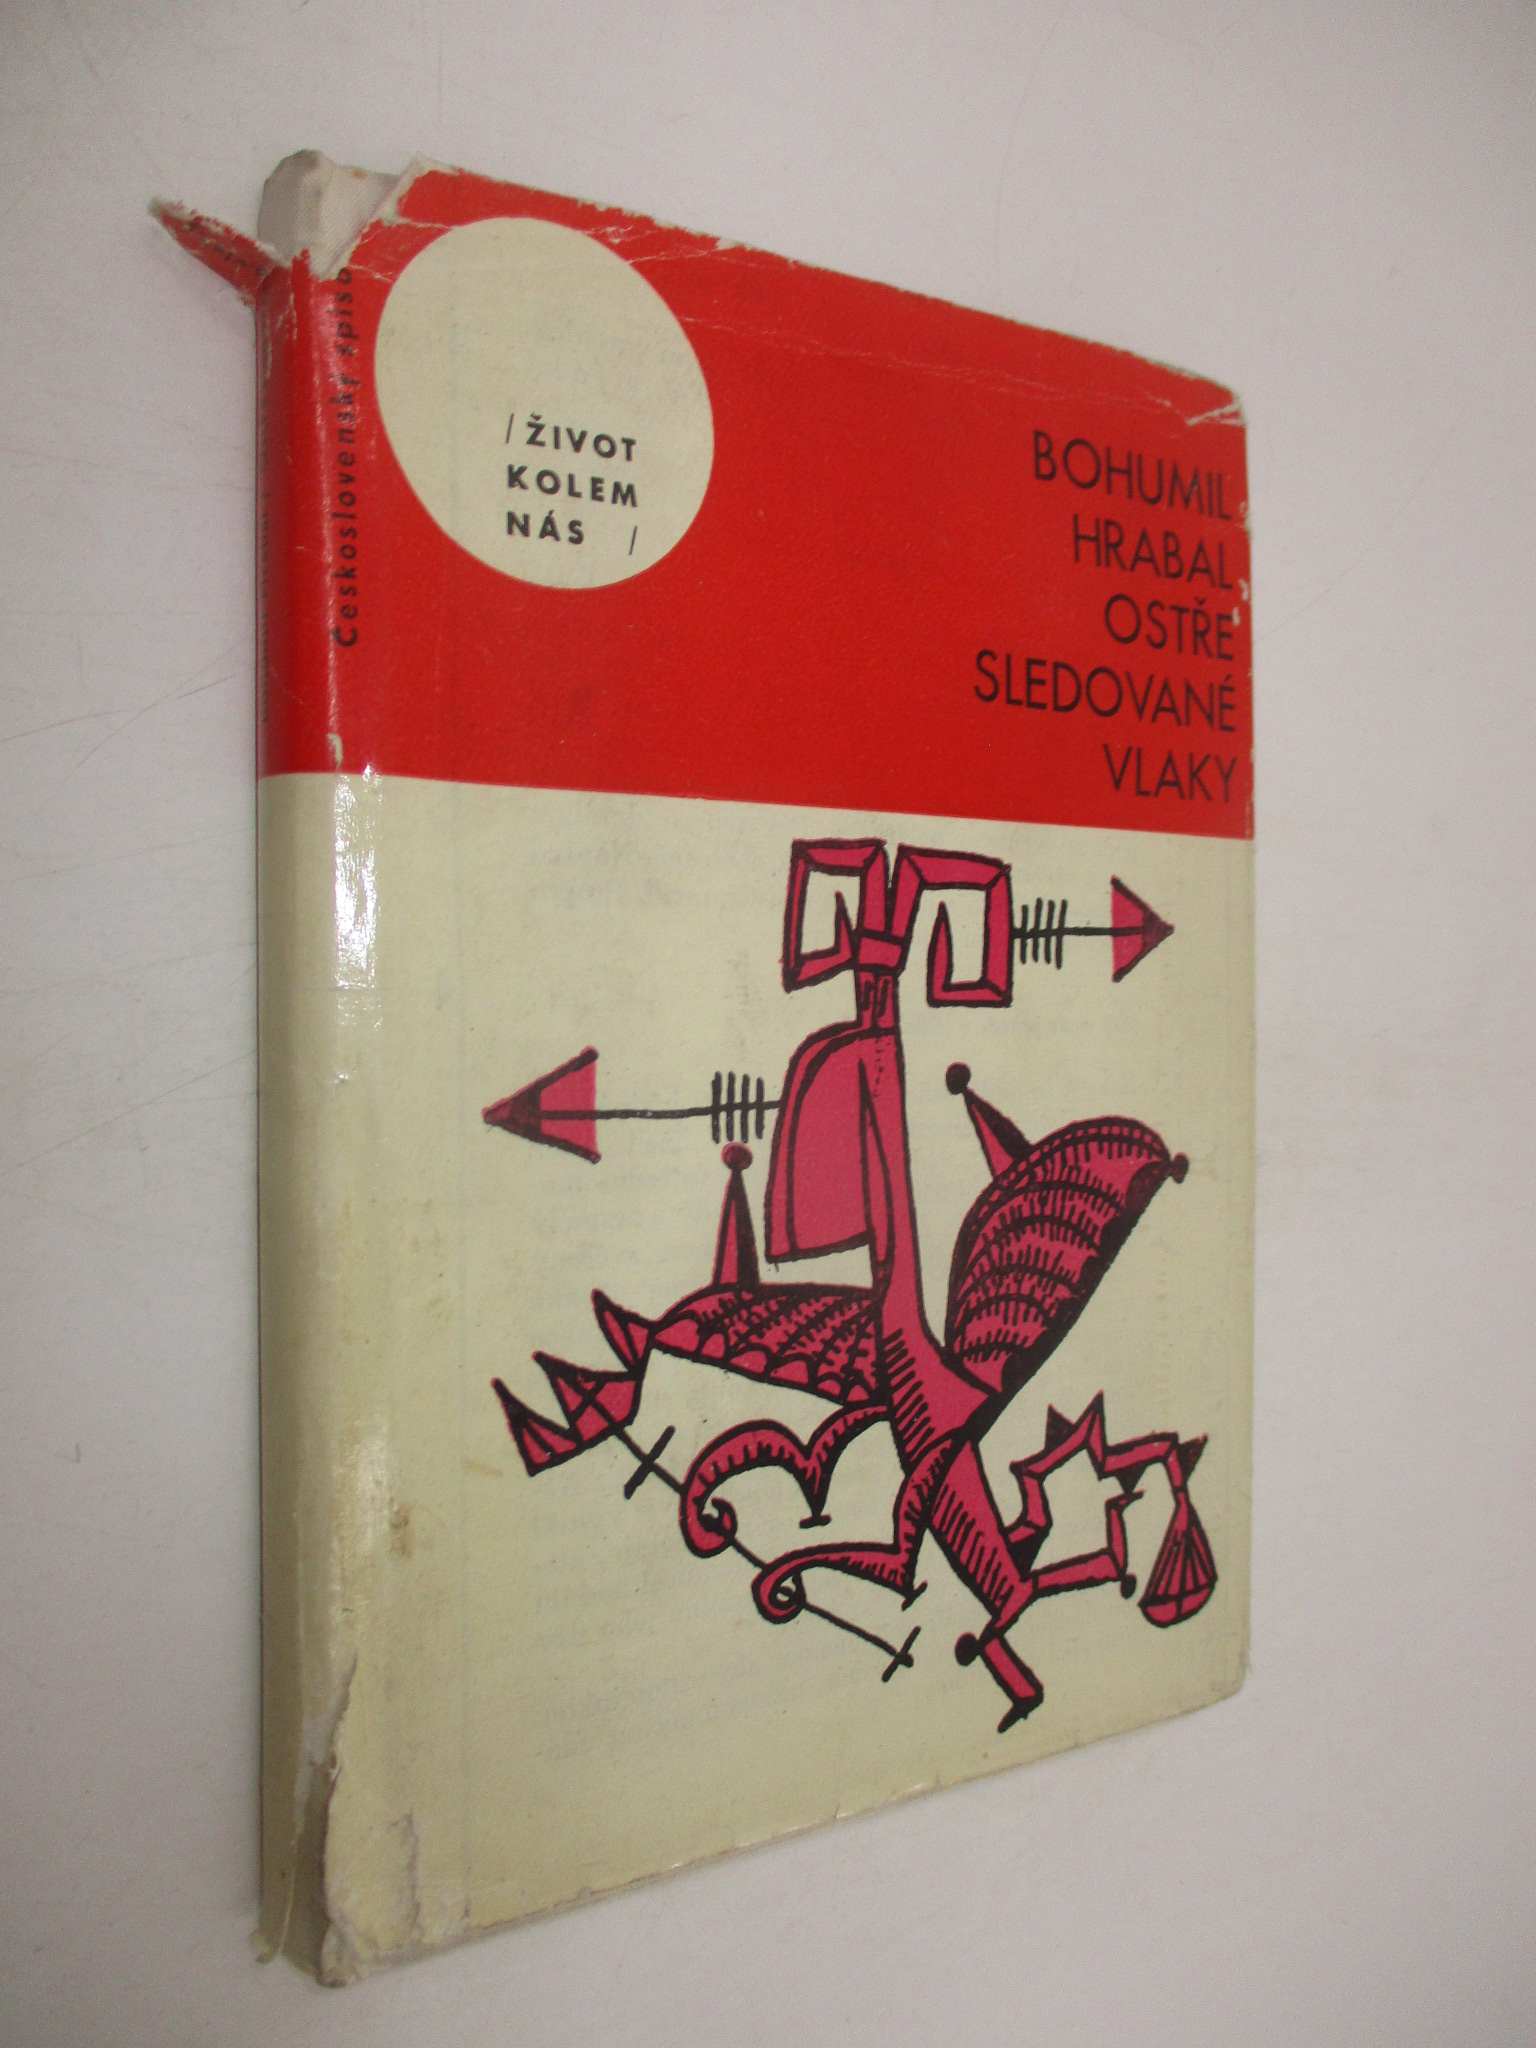 Československý spiso
/ŽIVOT
KOLEM
NÁS /
BOHUMIL
HRABAL
OSTŘE
SLEDOVANÉ
VLAKY